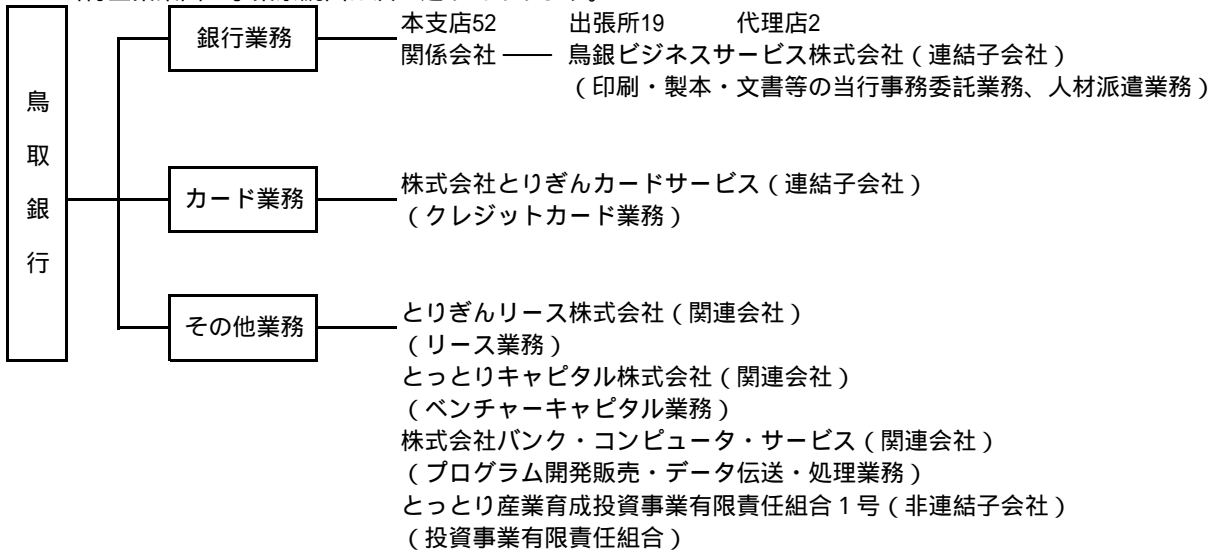 鳥取銀行
銀行業務
本支店52 出張所19 代理店2
関係会社 ―― 鳥銀ビジネスサービス株式会社(連結子会社)
(印刷・製本・文書等の当行事務委託業務、人材派遣業務)
カード業務
株式会社とりぎんカードサービス(連結子会社)
(クレジットカード業務)
その他業務
とりぎんリース株式会社(関連会社)
(リース業務)
とっとりキャピタル株式会社(関連会社)
(ベンチャーキャピタル業務)
株式会社バンク・コンピュータ・サービス(関連会社)
(プログラム開発販売・データ伝送・処理業務)
とっとり産業育成投資事業有限責任組合1号(非連結子会社)
(投資事業有限責任組合)